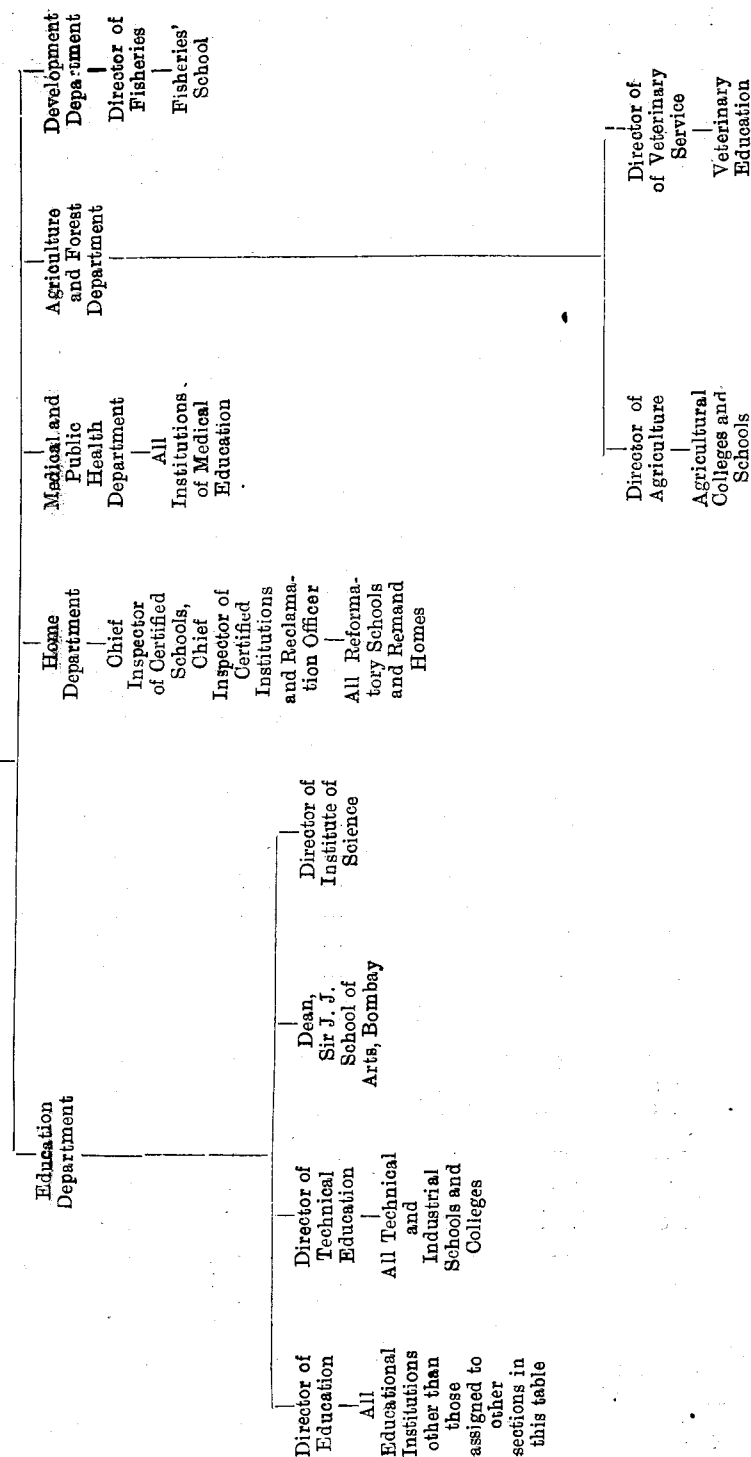 Education
Department
Home
Department
Medical and
Public
Health
Department
Agriculture
and Forest
Department
Development
Department
Chief
Inspector
of Certified
Schools,
Chief
Inspector of
Certified
Institutions
and Reclama-
tion Officer
All Reforma-
tory Schools
and Remand
Homes
All
Institutions
of Medical
Education
Director of
Fisheries
Fisheries'
School
Director of
Education
All
Educational
Institutions
other than
those
assigned to
other
sections in
this table
Director of
Technical
Education
All Technical
and
Industrial
Schools and
Colleges
Dean,
Sir J. J.
School of
Arts, Bombay
Director of
Institute of
Science
Director of
Agriculture
Agricultural
Colleges and
Schools
Director of
of Veterinary
Service
Veterinary
Education